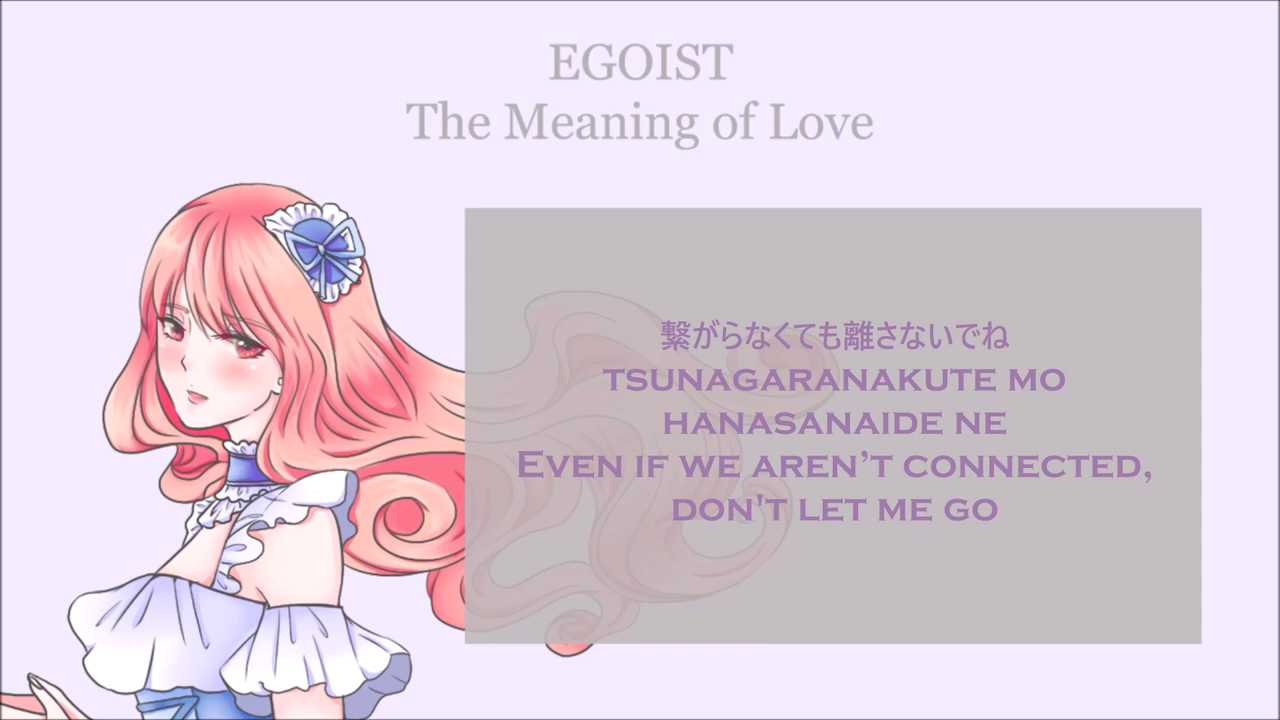 EGOIST
The Meaning of Love
繋がらなくても離さないでね
TSUNAGARANAKUTE MO
HANASANAIDE NE
EVEN IF WE AREN’T CONNECTED,
DON'T LET ME GO